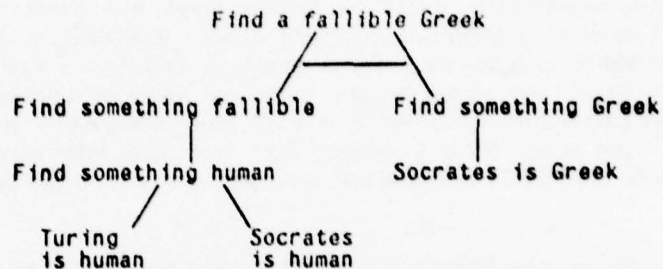 Find a fallible Greek
Find something fallible Find something Greek
Find something human Socrates is Greek
Turing Socrates
is human is human